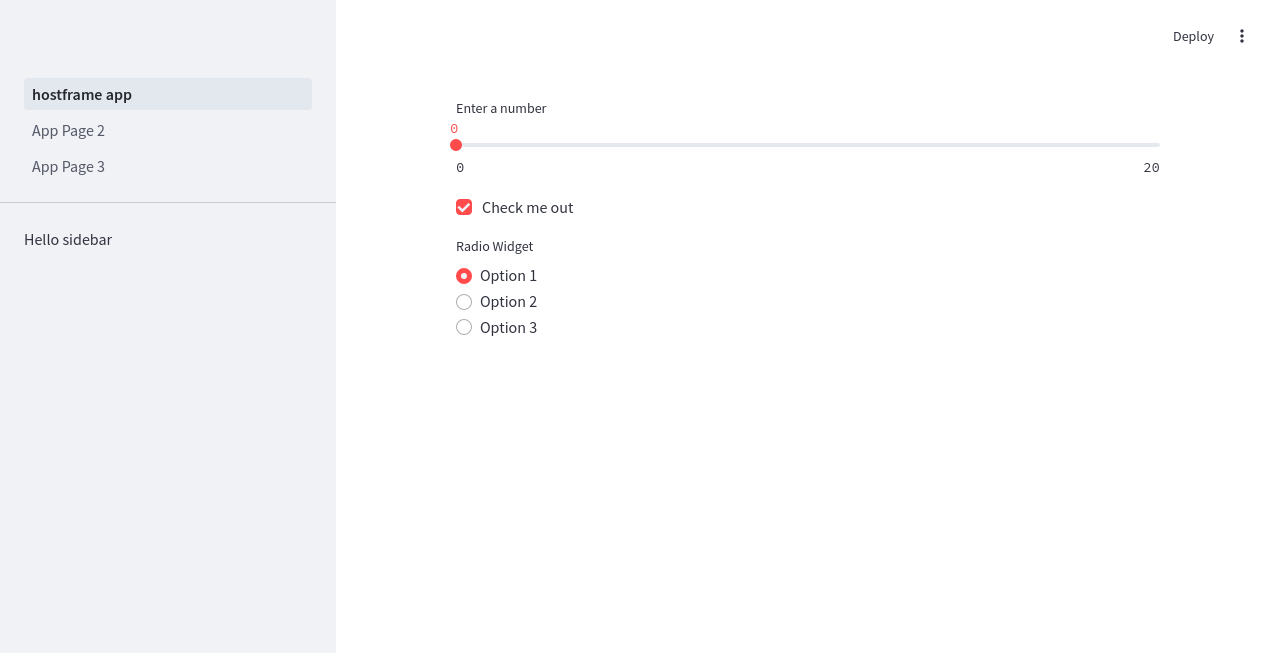 Deploy
hostframe app
App Page 2
App Page 3
Hello sidebar
Enter a number
0
0 20
Check me out
Radio Widget
Option 1
Option 2
Option 3